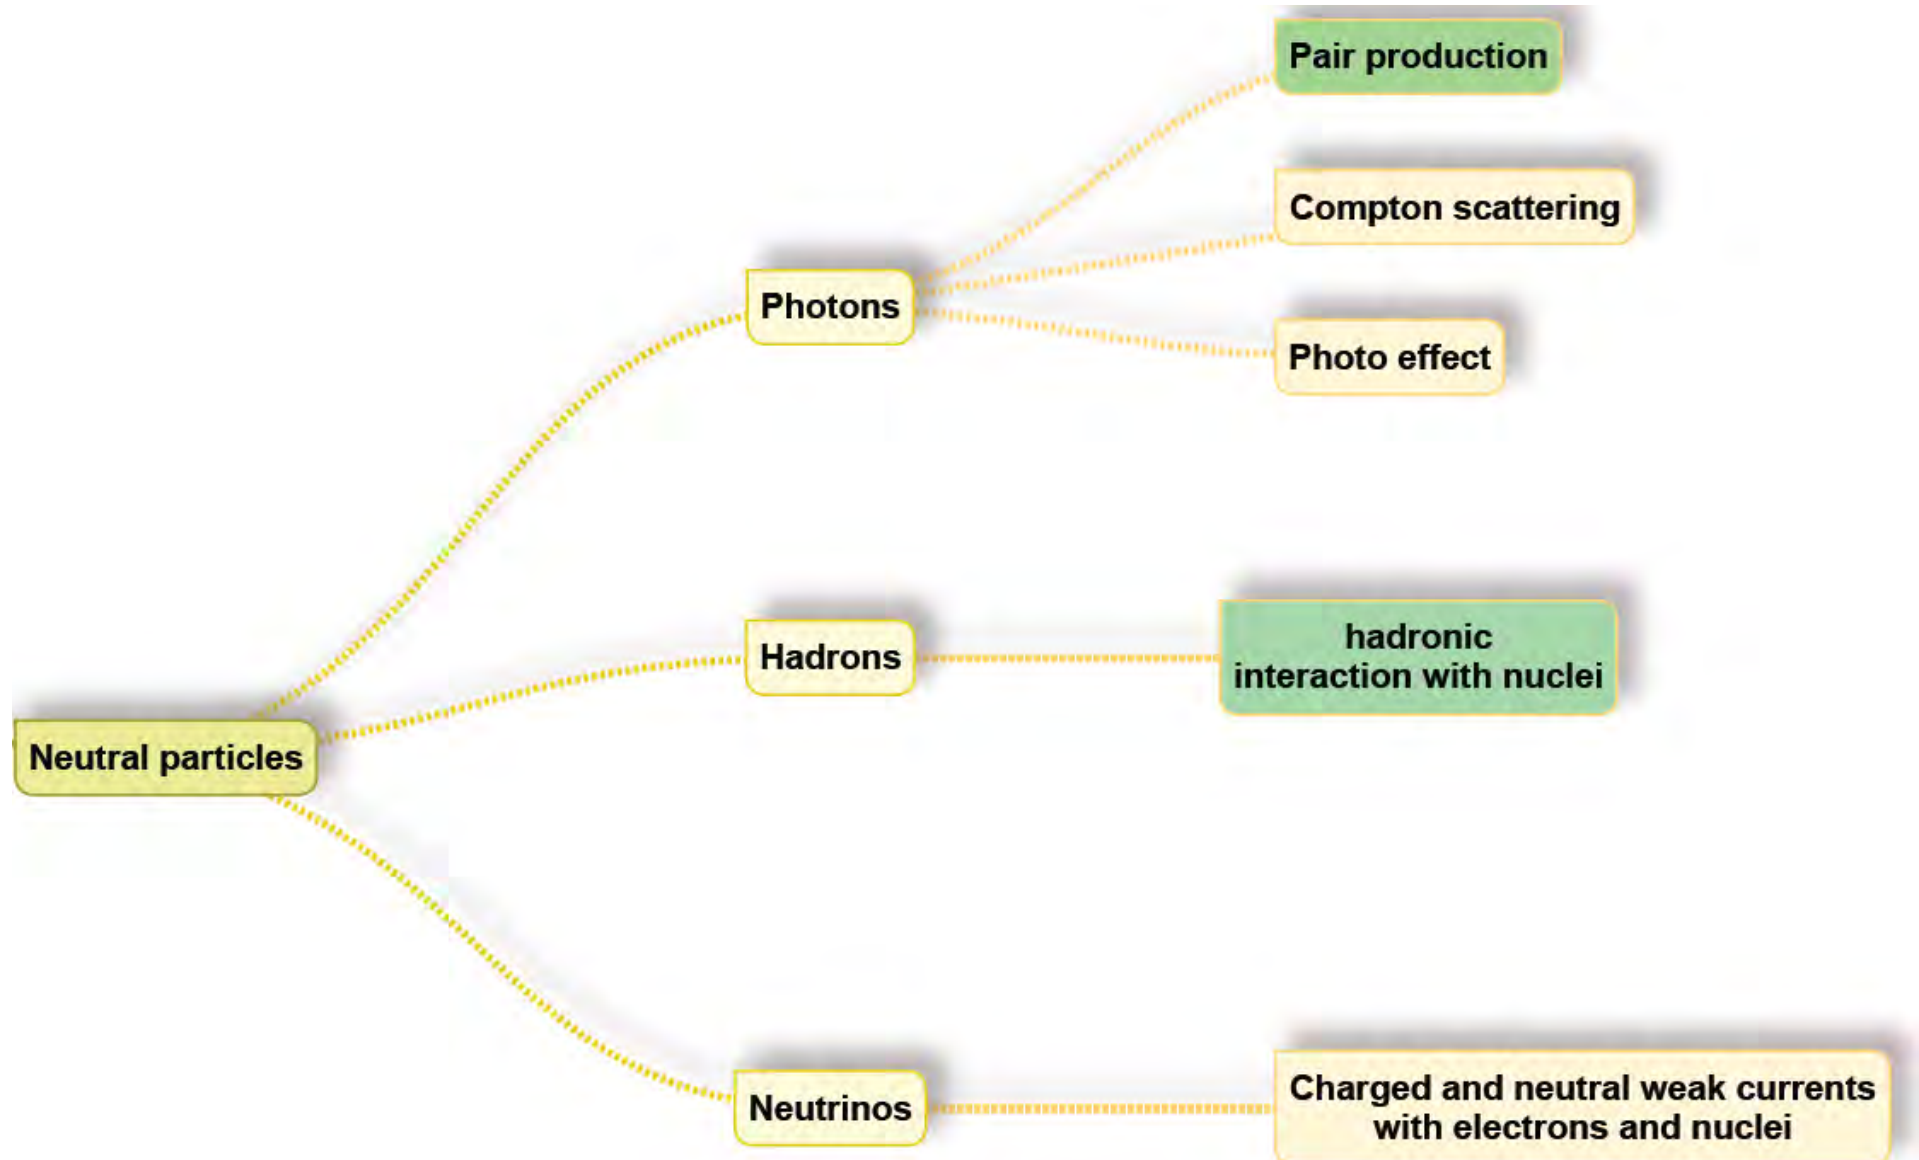 Pair production
Compton scattering
Photons
Photo effect
hadronic
Hadrons
interaction with nuclei
Neutral particles
Charged and neutral weak currents
Neutrinos
with electrons and nuclei